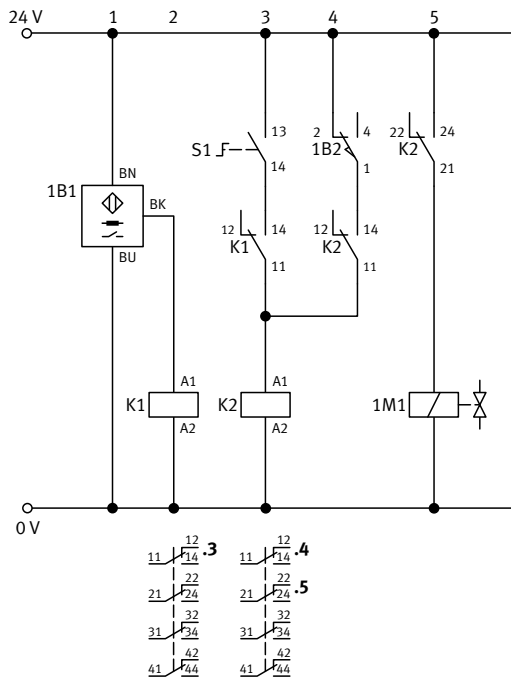 24 V 1 2 3 4 5
13 2 4 22 24
S1 1B2 K2
14 1 21
BN
1B1 BK
12 14 12 14
K1 K2
BU 11 11
A1 A1
K1 K2 1M1
A2 A2
0 V
12 .3 12 .4
11 14 11 14
22 22 .5
21 24 21 24
32 32
31 34 31 34
42 42
41 44 41 44